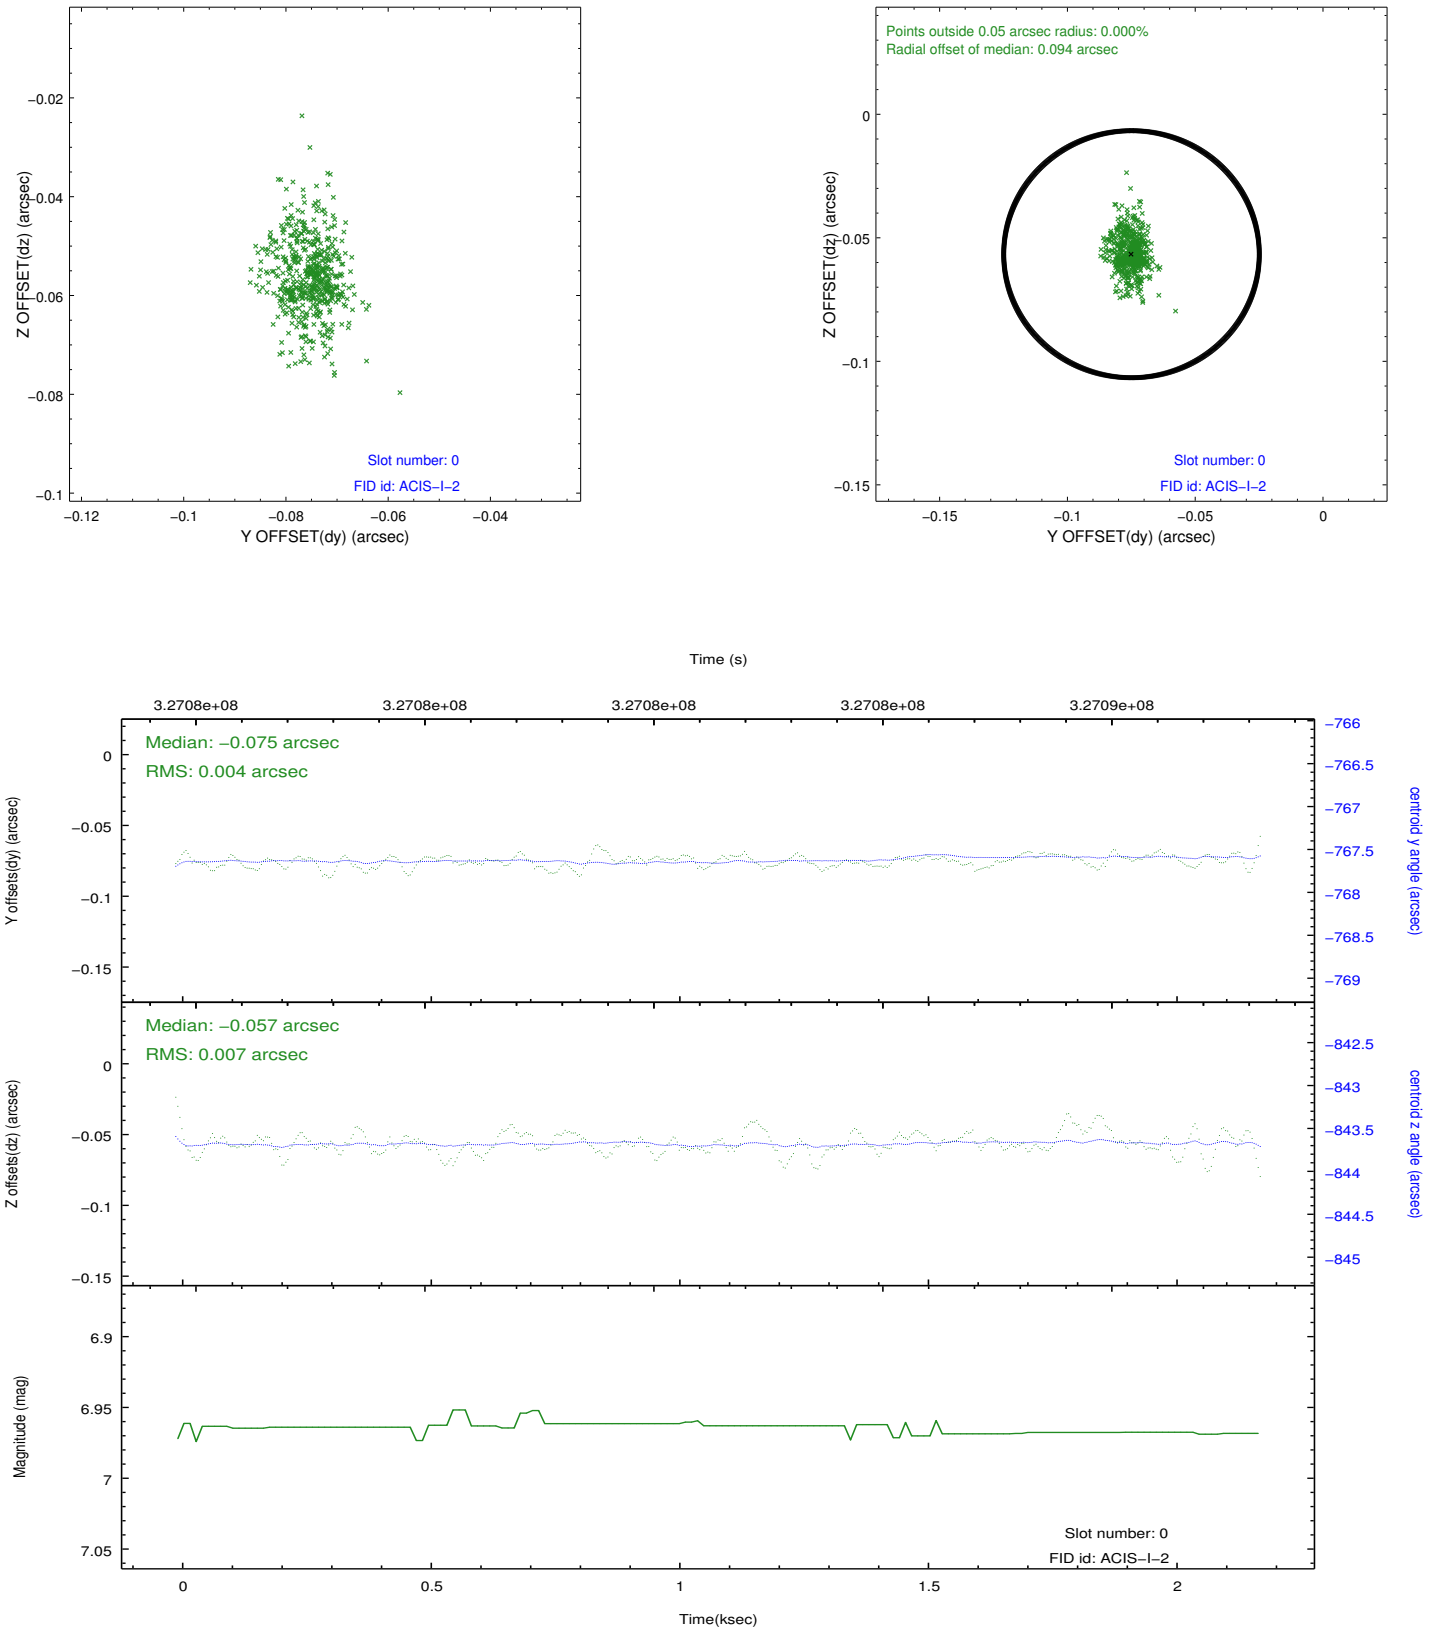 −0.02
−0.04
−0.06
−0.08
−0.1
Z OFFSET(dz) (arcsec)
Slot number: 0
FID id: ACIS−I−2
−0.12
−0.1
−0.08
−0.06
−0.04
Y OFFSET(dy) (arcsec)
Points outside 0.05 arcsec radius: 0.000%
Radial offset of median: 0.094 arcsec
0
−0.05
−0.1
−0.15
Z OFFSET(dz) (arcsec)
Slot number: 0
FID id: ACIS−I−2
−0.15
−0.1
−0.05
0
Y OFFSET(dy) (arcsec)
Time (s)
3.2708e+08
3.2708e+08
3.2708e+08
3.2708e+08
3.2709e+08
Median: −0.075 arcsec
RMS: 0.004 arcsec
0
−0.05
−0.1
−0.15
Y offsets(dy) (arcsec)
−766
−766.5
−767
−767.5
−768
−768.5
−769
centroid y angle (arcsec)
Median: −0.057 arcsec
RMS: 0.007 arcsec
0
−0.05
−0.1
−0.15
Z offsets(dz) (arcsec)
−842.5
−843
−843.5
−844
−844.5
−845
centroid z angle (arcsec)
6.9
6.95
7
7.05
Magnitude (mag)
Slot number: 0
FID id: ACIS−I−2
0
0.5
1
1.5
2
Time(ksec)